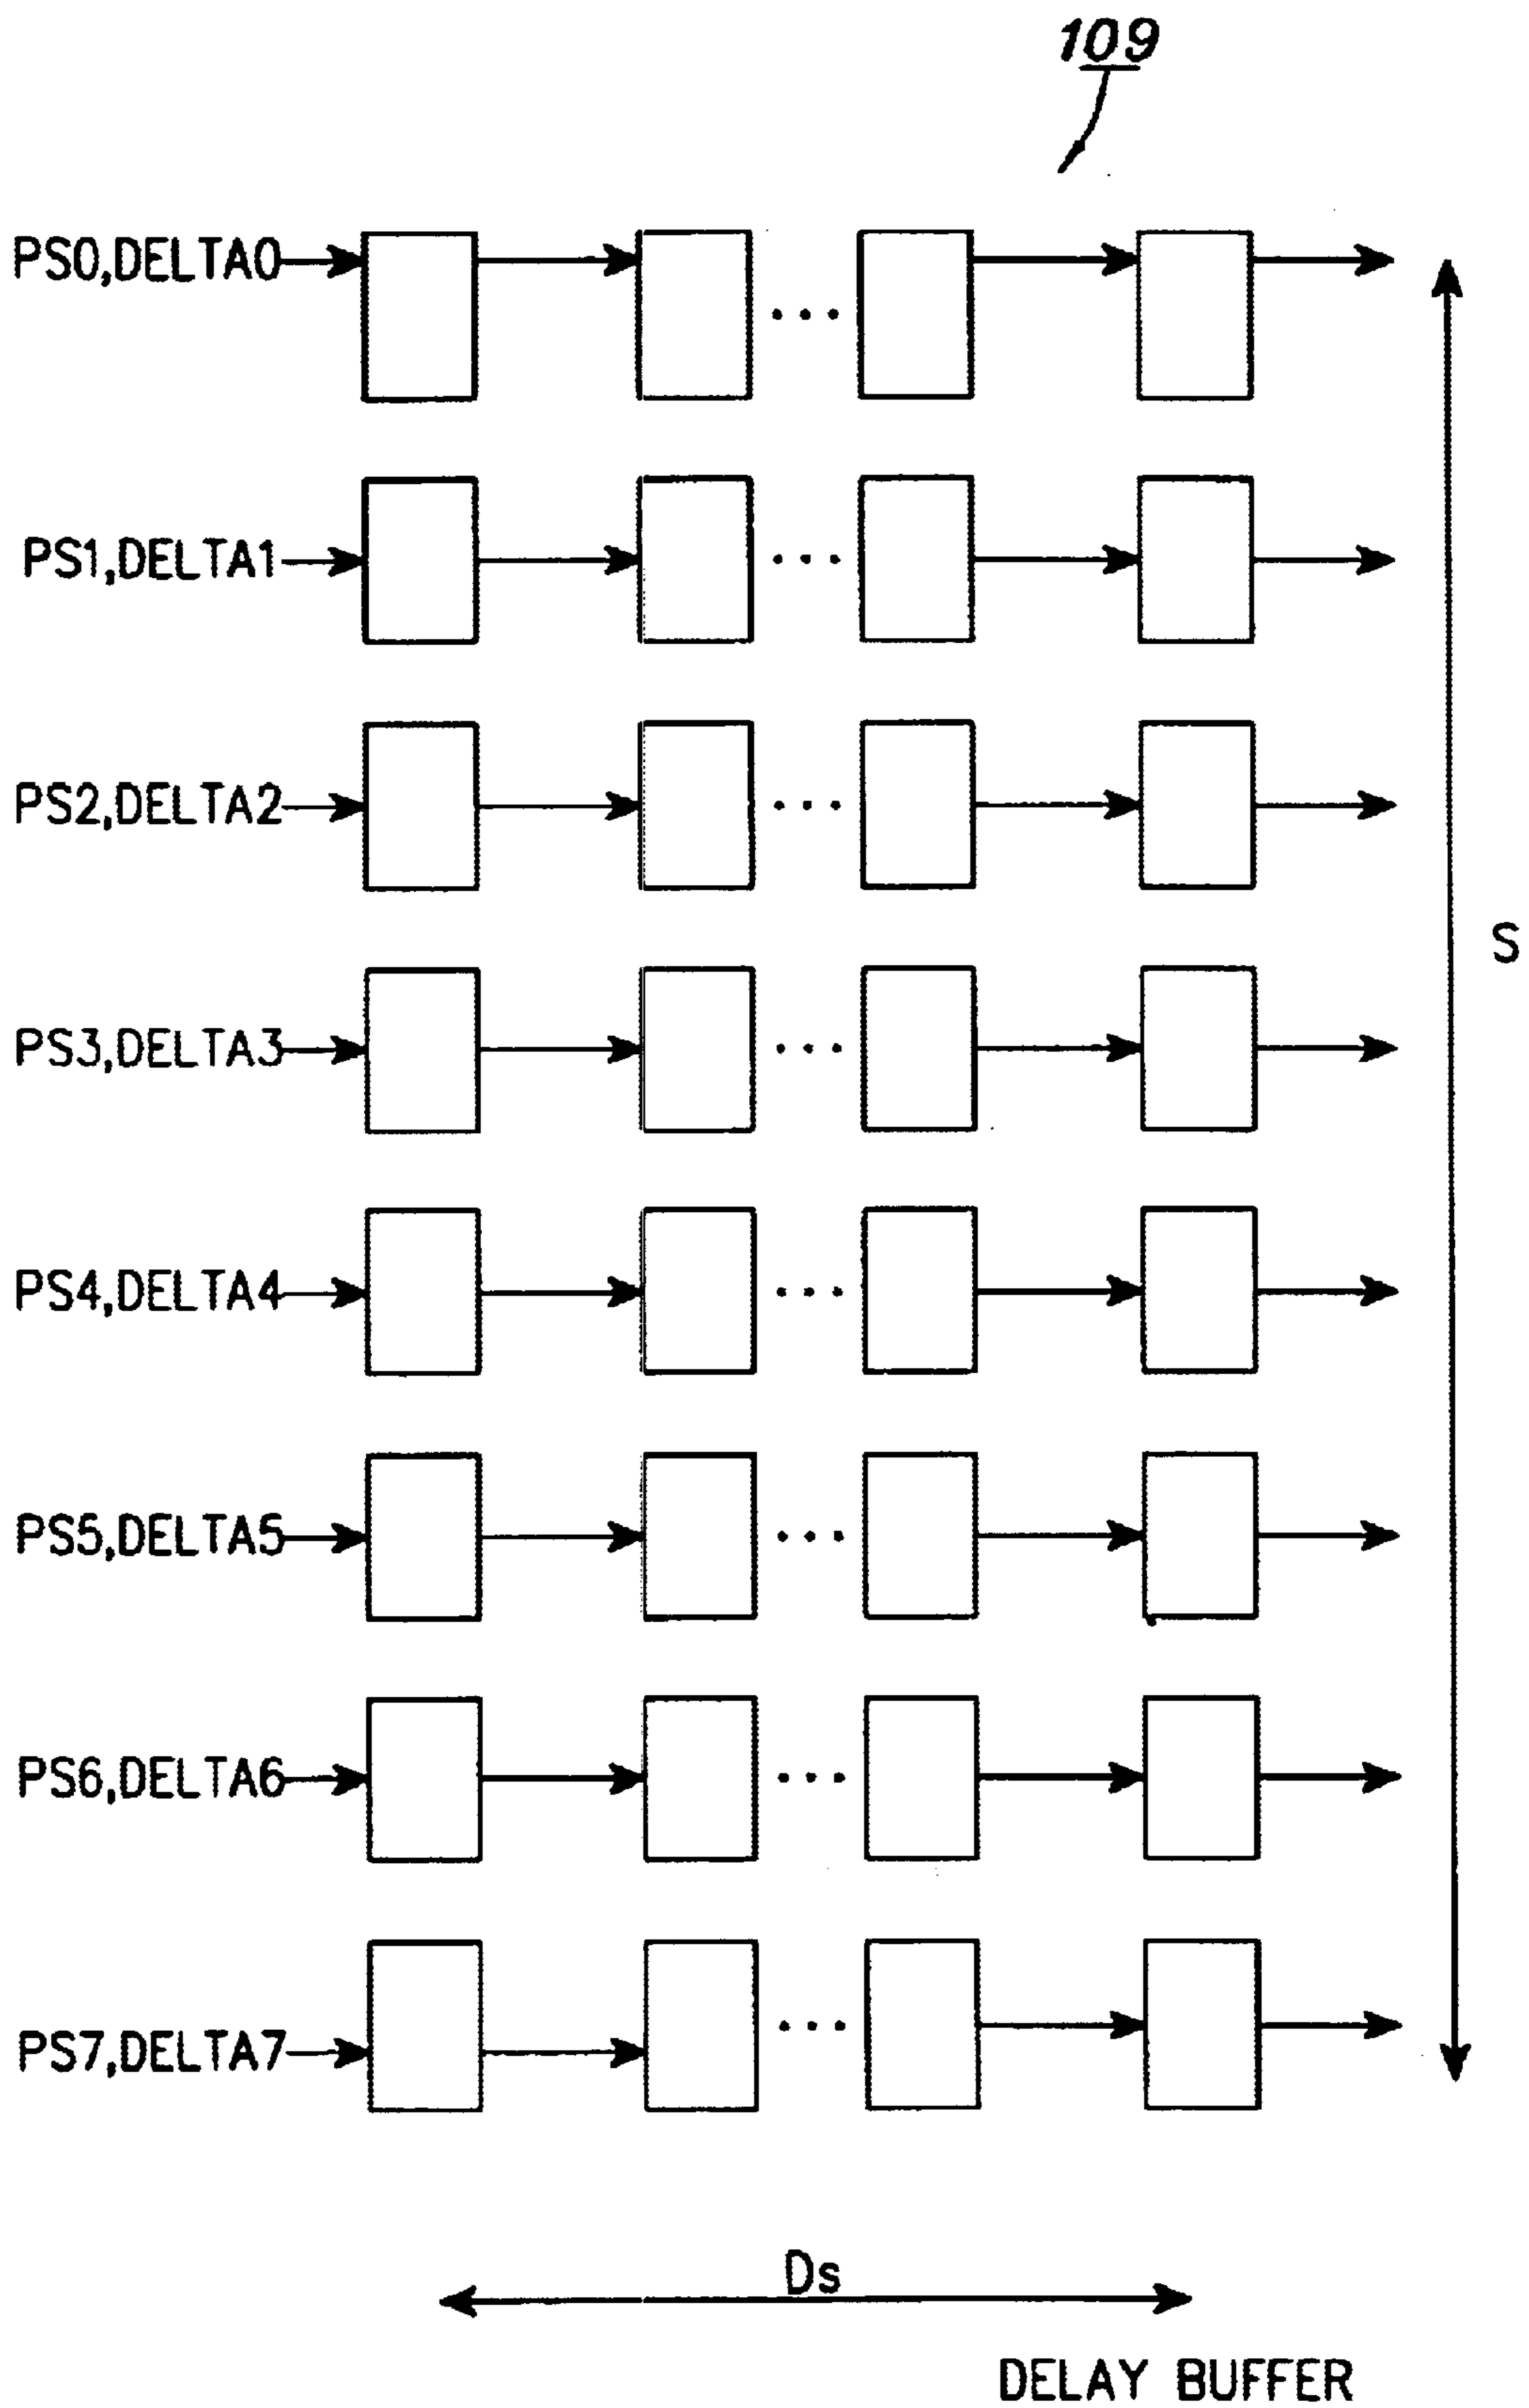 109
PS0,DELTA0
PS1,DELTA1
PS2,DELTA2
PS3,DELTA3
PS4,DELTA4
PS5,DELTA5
PS6,DELTA6
PS7,DELTA7
S
Ds
DELAY BUFFER